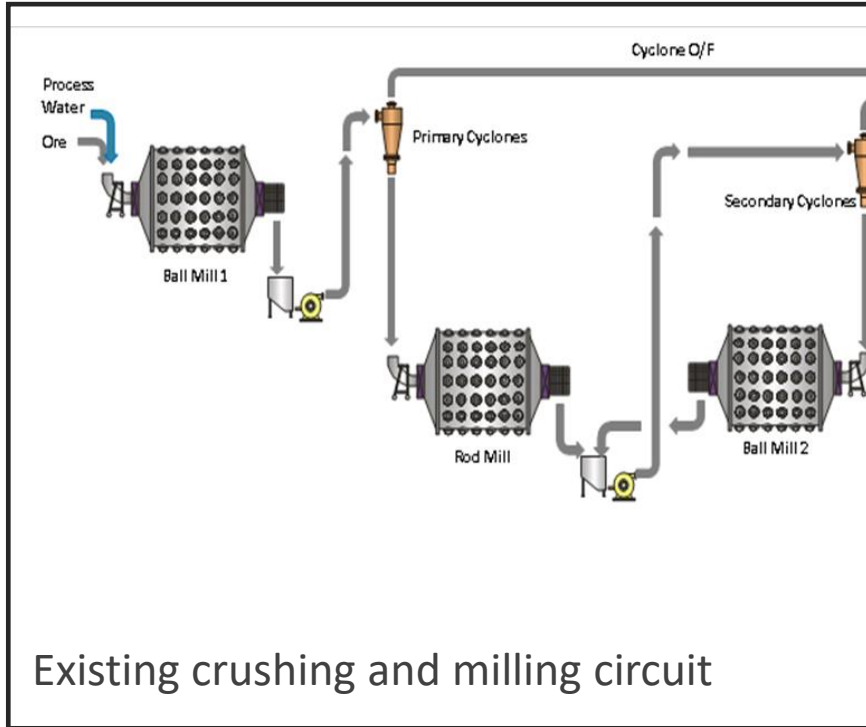 Cyclone O/F
Process
Water
Ore
Primary Cyclones
Secondary Cyclones
Ball Mill 1
Rod Mill
Ball Mill 2
Existing crushing and milling circuit